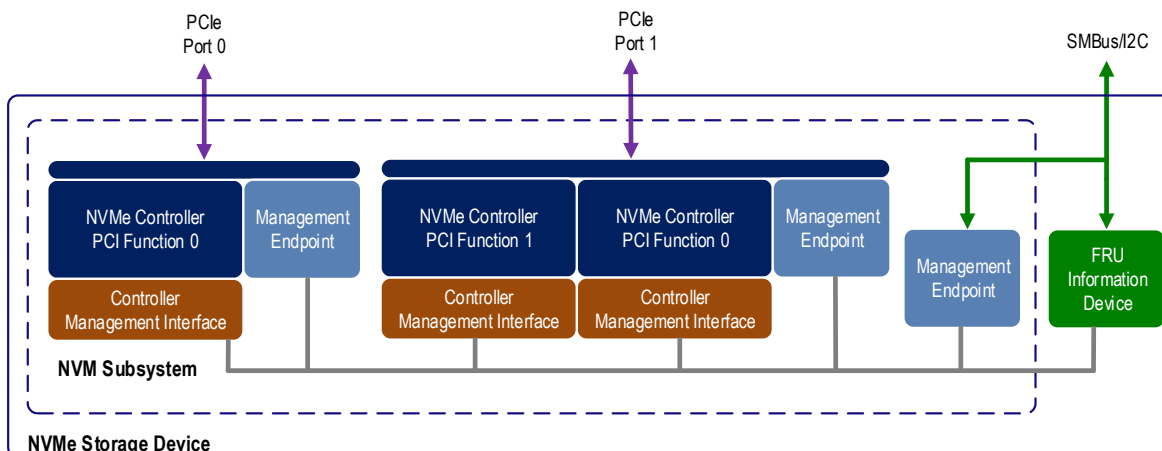 PCIe
Port 0
PCIe
Port 1
SMBus/I2C
NVMe Controller
PCI Function 0
Management
Endpoint
NVMe Controller
PCI Function 1
NVMe Controller
PCI Function 0
Management
Endpoint
Management
Endpoint
FRU
Information
Device
Controller
Management Interface
Controller
Management Interface
Controller
Management Interface
NVM Subsystem
NVMe Storage Device